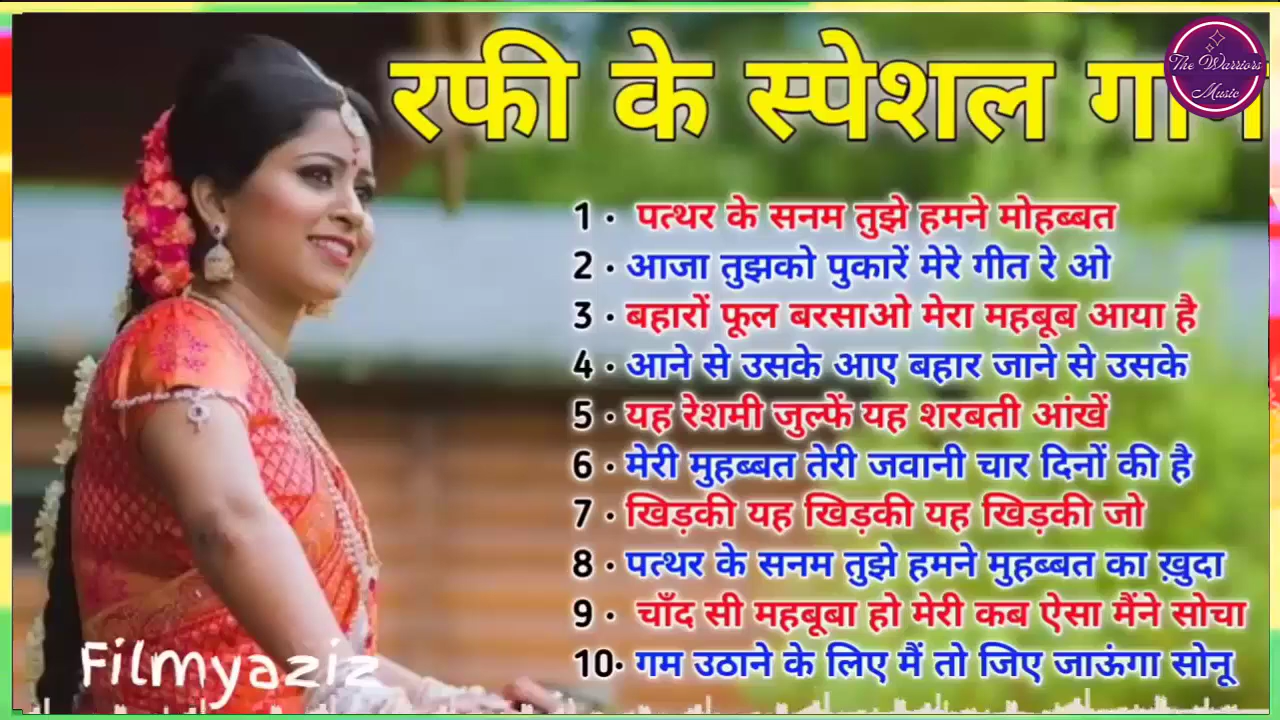 रफी के स्पेशल गाने
The Warriors
Music
1 · पत्थर के सनम तुझे हमने मोहब्बत
2 · आजा तुझको पुकारें मेरे गीत रे ओ
3 · बहारों फूल बरसाओ मेरा महबूब आया है
4 · आने से उसके आए बहार जाने से उसके
5 · यह रेशमी जुल्फें यह शरबती आंखें
6 · मेरी मुहब्बत तेरी जवानी चार दिनों की है
7 · खिड़की यह खिड़की यह खिड़की जो
8 · पत्थर के सनम तुझे हमने मुहब्बत का ख़ुदा
9 · चाँद सी महबूबा हो मेरी कब ऐसा मैंने सोचा
10· गम उठाने के लिए मैं तो जिए जाऊंगा सोनू
Filmyaziz